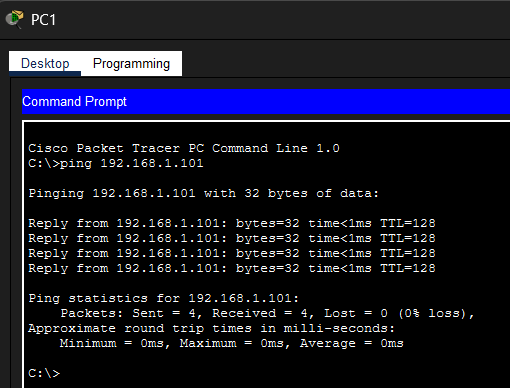 PC1
Desktop Programming
Command Prompt
Cisco Packet Tracer PC Command Line 1.0
C:\>ping 192.168.1.101
Pinging 192.168.1.101 with 32 bytes of data:
Reply from 192.168.1.101: bytes=32 time<1ms TTL=128
Reply from 192.168.1.101: bytes=32 time<1ms TTL=128
Reply from 192.168.1.101: bytes=32 time<1ms TTL=128
Reply from 192.168.1.101: bytes=32 time<1ms TTL=128
Ping statistics for 192.168.1.101:
    Packets: Sent = 4, Received = 4, Lost = 0 (0% loss),
Approximate round trip times in milli-seconds:
    Minimum = 0ms, Maximum = 0ms, Average = 0ms
C:\>